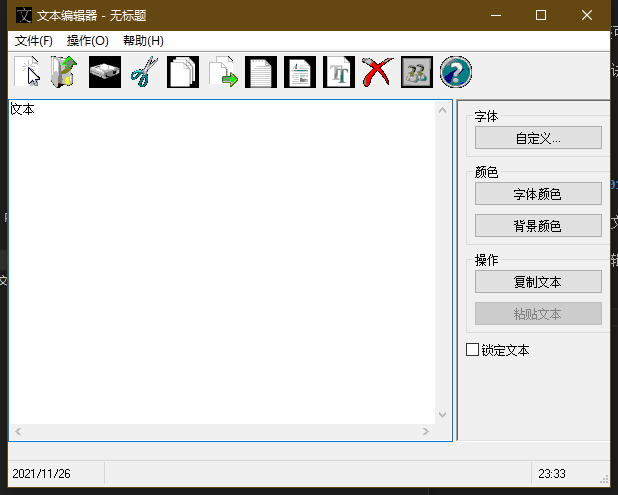 文本编辑器 - 无标题
文件(F) 操作(O) 帮助(H)
文本
字体
自定义...
颜色
字体颜色
背景颜色
操作
复制文本
粘贴文本
锁定文本
2021/11/26 23:33